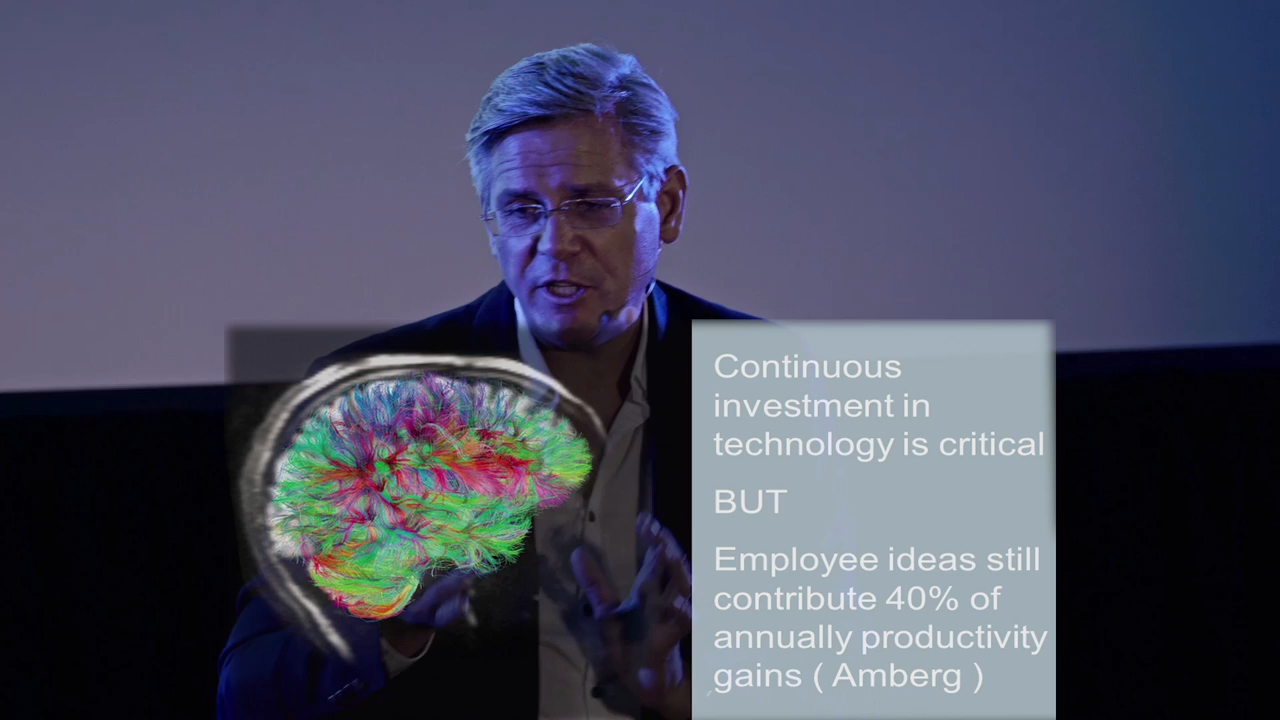 Continuous
investment in
technology is critical
BUT
Employee ideas still
contribute 40% of
annually productivity
gains ( Amberg )